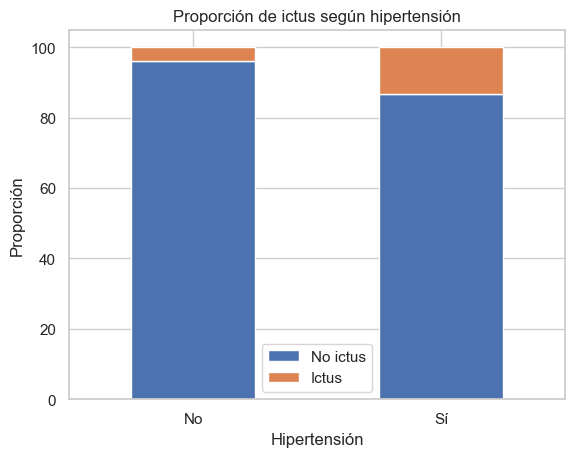 Proporción de ictus según hipertensión
Proporción
100
80
60
40
20
0
No ictus
Ictus
No
Sí
Hipertensión